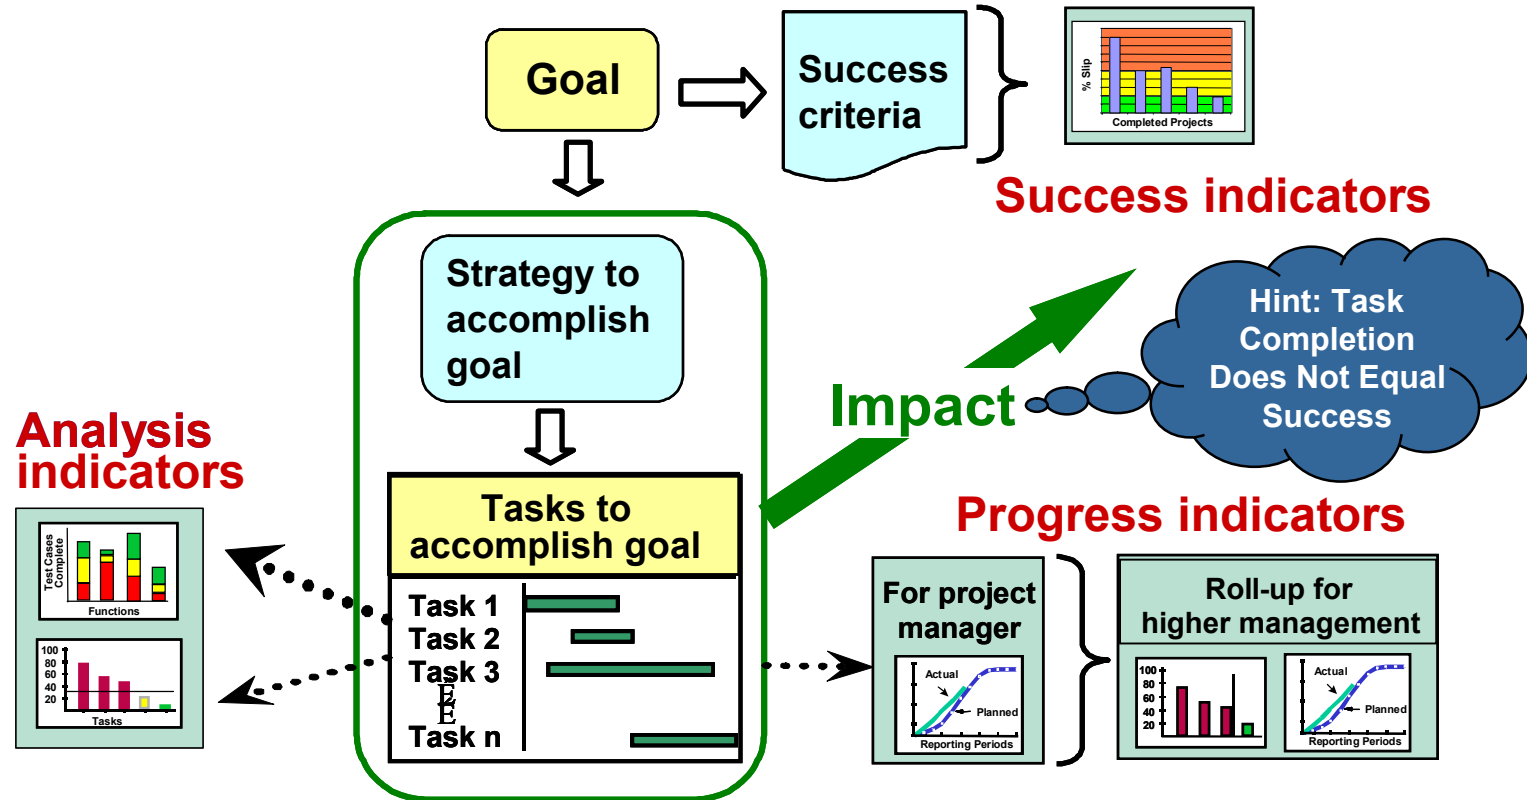 Goal
Success
criteria
% Slip
Completed Projects
Success indicators
Strategy to
accomplish
goal
Impact
Hint: Task
Completion
Does Not Equal
Success
Analysis
indicators
Test Cases
Complete
Functions
100
80
60
40
20
Tasks
Tasks to
accomplish goal
Task 1
Task 2
Task 3
É
É
Task n
Progress indicators
For project
manager
Actual
Planned
Reporting Periods
Roll-up for
higher management
100
80
60
40
20
Actual
Planned
Reporting Periods